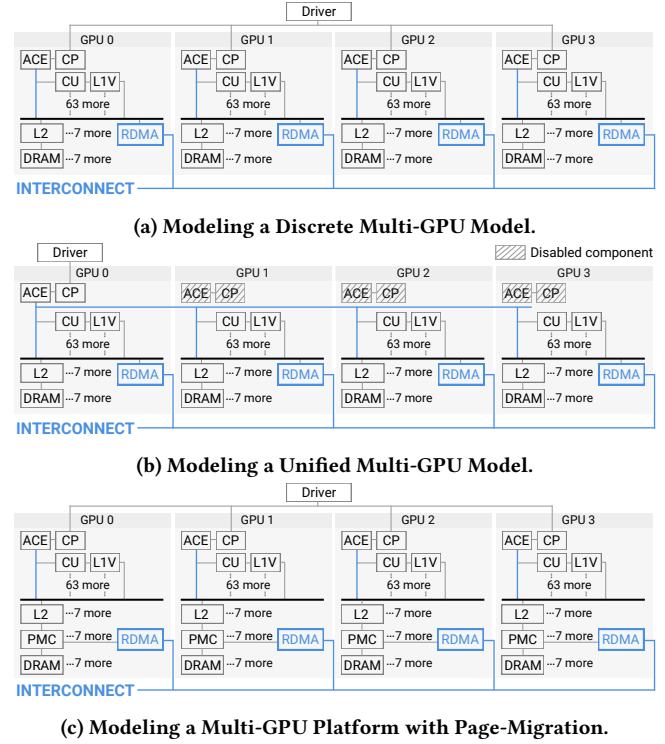 Driver
GPU 0 GPU 1 GPU 2 GPU 3
ACE CP ACE CP ACE CP ACE CP
CU L1V CU L1V CU L1V CU L1V
63 more 63 more 63 more 63 more
L2 ...7 more RDMA L2 ...7 more RDMA L2 ...7 more RDMA L2 ...7 more RDMA
DRAM ...7 more DRAM ...7 more DRAM ...7 more DRAM ...7 more
INTERCONNECT
(a) Modeling a Discrete Multi-GPU Model.
Driver Disabled component
GPU 0 GPU 1 GPU 2 GPU 3
ACE CP ACE CP ACE CP ACE CP
CU L1V CU L1V CU L1V CU L1V
63 more 63 more 63 more 63 more
L2 ...7 more RDMA L2 ...7 more RDMA L2 ...7 more RDMA L2 ...7 more RDMA
DRAM ...7 more DRAM ...7 more DRAM ...7 more DRAM ...7 more
INTERCONNECT
(b) Modeling a Unified Multi-GPU Model.
Driver
GPU 0 GPU 1 GPU 2 GPU 3
ACE CP ACE CP ACE CP ACE CP
CU L1V CU L1V CU L1V CU L1V
63 more 63 more 63 more 63 more
L2 ...7 more L2 ...7 more L2 ...7 more L2 ...7 more
PMC ...7 more RDMA PMC ...7 more RDMA PMC ...7 more RDMA PMC ...7 more RDMA
DRAM ...7 more DRAM ...7 more DRAM ...7 more DRAM ...7 more
INTERCONNECT
(c) Modeling a Multi-GPU Platform with Page-Migration.